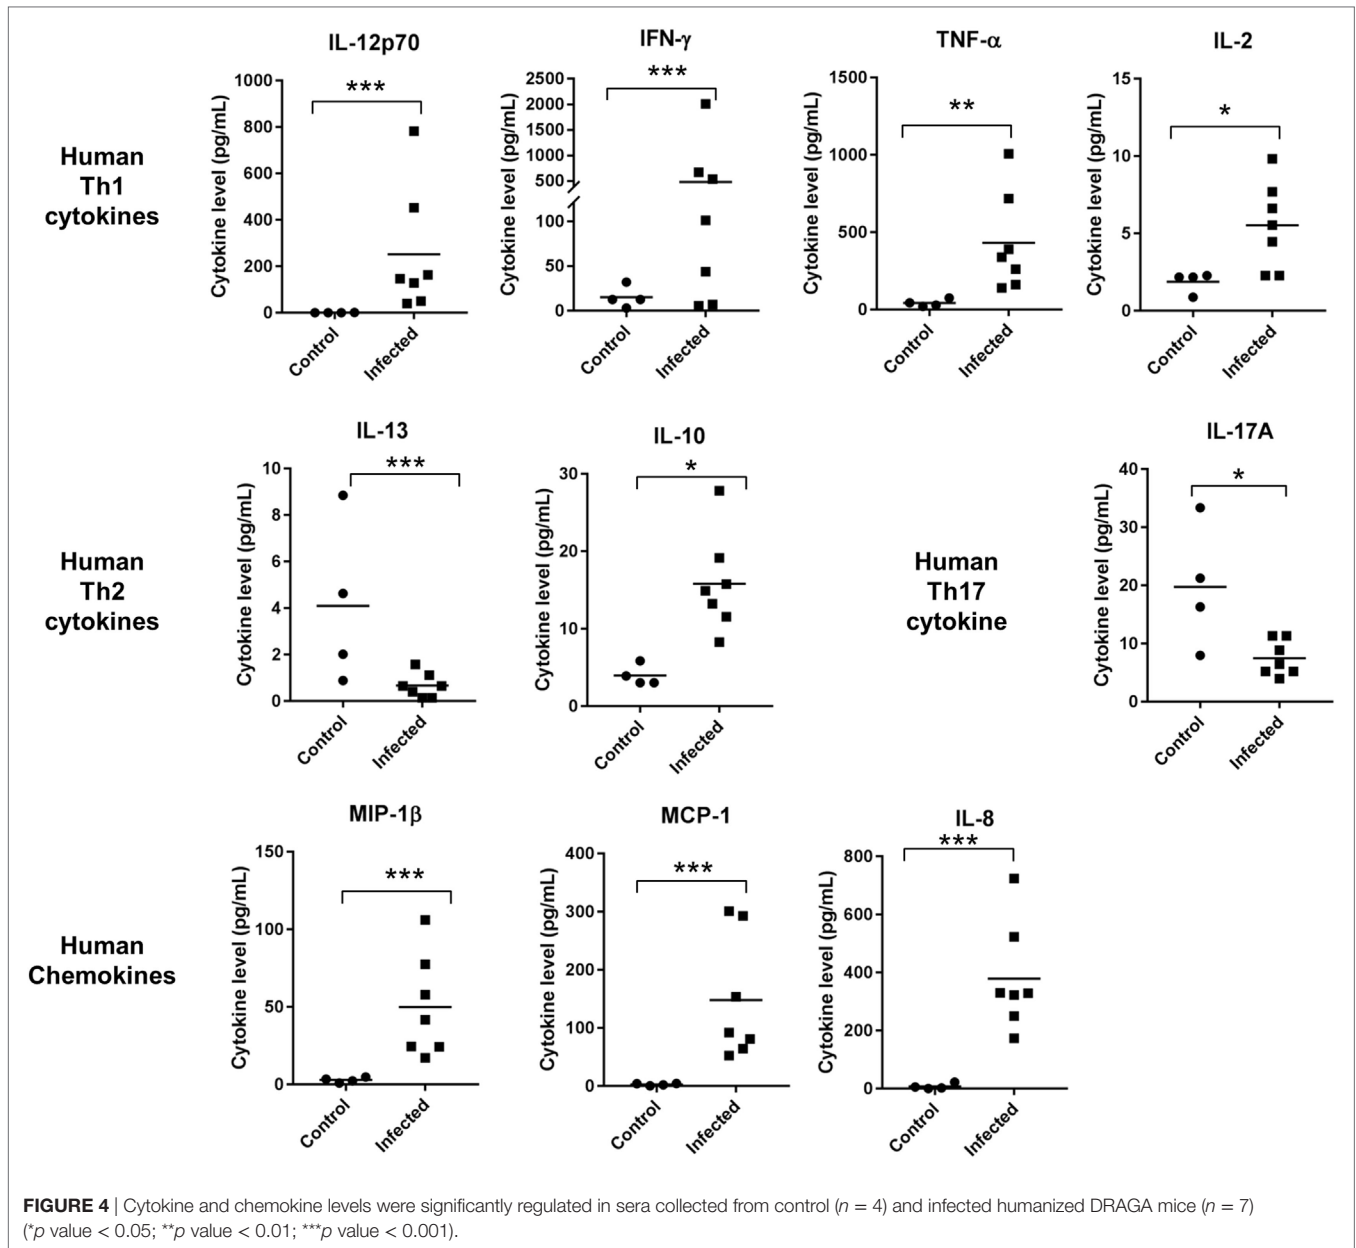 IL-12p70
IFN-γ
TNF-α
IL-2
Human
Th1
cytokines
Cytokine level (pg/mL)
1000
800
600
400
200
0
***
Control
Infected
Cytokine level (pg/mL)
2500
2000
1500
1000
500
100
50
0
***
Control
Infected
Cytokine level (pg/mL)
1500
1000
500
0
**
Control
Infected
Cytokine level (pg/mL)
15
10
5
0
*
Control
Infected
IL-13
IL-10
IL-17A
Human
Th2
cytokines
Cytokine level (pg/mL)
10
8
6
4
2
0
***
Control
Infected
Cytokine level (pg/mL)
30
20
10
0
*
Control
Infected
Human
Th17
cytokine
Cytokine level (pg/mL)
40
30
20
10
0
*
Control
Infected
MIP-1β
MCP-1
IL-8
Human
Chemokines
Cytokine level (pg/mL)
150
100
50
0
***
Control
Infected
Cytokine level (pg/mL)
400
300
200
100
0
***
Control
Infected
Cytokine level (pg/mL)
800
600
400
200
0
***
Control
Infected
FIGURE 4 | Cytokine and chemokine levels were significantly regulated in sera collected from control (n = 4) and infected humanized DRAGA mice (n = 7)
(*p value < 0.05; **p value < 0.01; ***p value < 0.001).